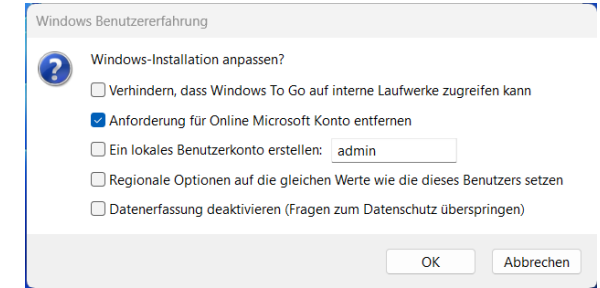 Windows Benutzererfahrung
Windows-Installation anpassen?
Verhindern, dass Windows To Go auf interne Laufwerke zugreifen kann
Anforderung für Online Microsoft Konto entfernen
Ein lokales Benutzerkonto erstellen: admin
Regionale Optionen auf die gleichen Werte wie die dieses Benutzers setzen
Datenerfassung deaktivieren (Fragen zum Datenschutz überspringen)
OK Abbrechen